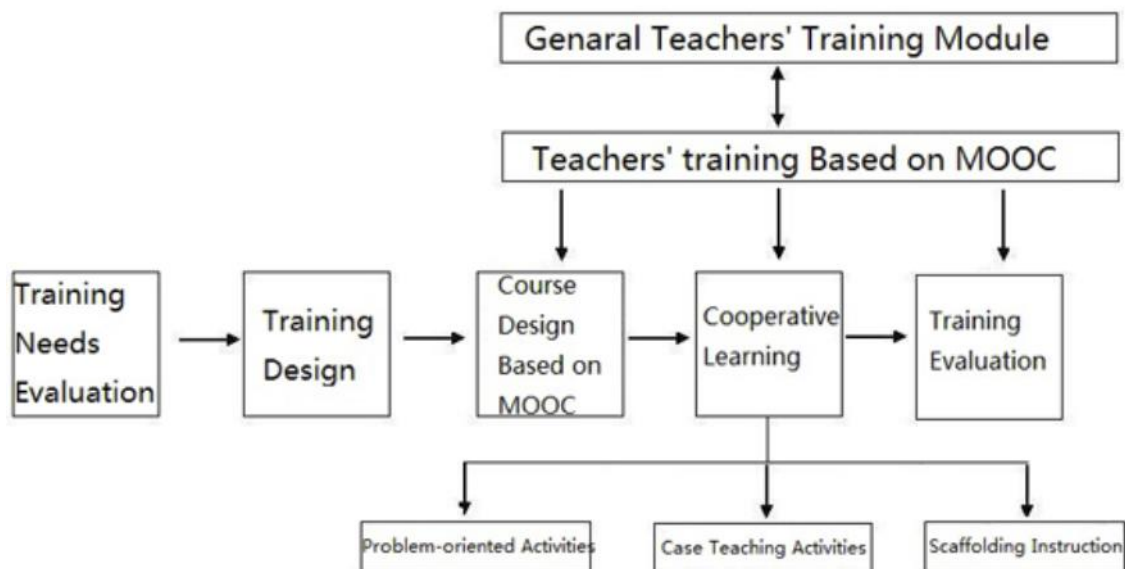 Genaral Teachers' Training Module
Teachers' training Based on MOOC
Training
Needs
Evaluation
Training
Design
Course
Design
Based on
MOOC
Cooperative
Learning
Training
Evaluation
Problem-oriented Activities
Case Teaching Activities
Scaffolding Instruction